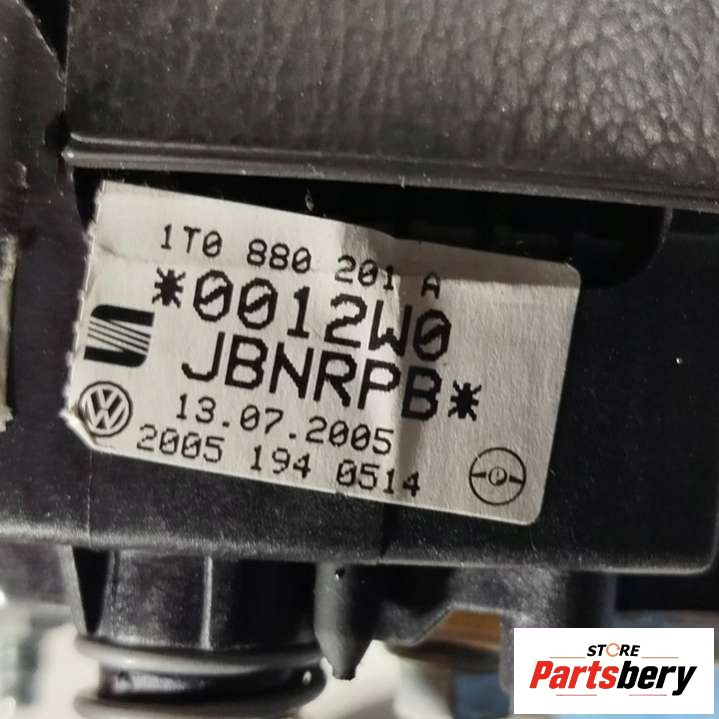 1T0 880 201 A
*0012W0
JBNRPB*
13.07.2005
2005 194 0514
STORE
Partsbery